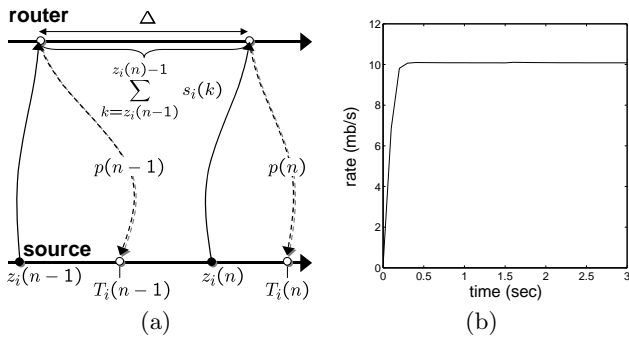 router
△
z_i(n)−1
∑ s_i(k)
k=z_i(n−1)
p(n − 1)
p(n)
source
z_i(n−1)
z_i(n)
T_i(n−1)
T_i(n)
(a)
12
10
8
6
4
2
0
rate (mb/s)
0 0.5 1 1.5 2 2.5 3
time (sec)
(b)